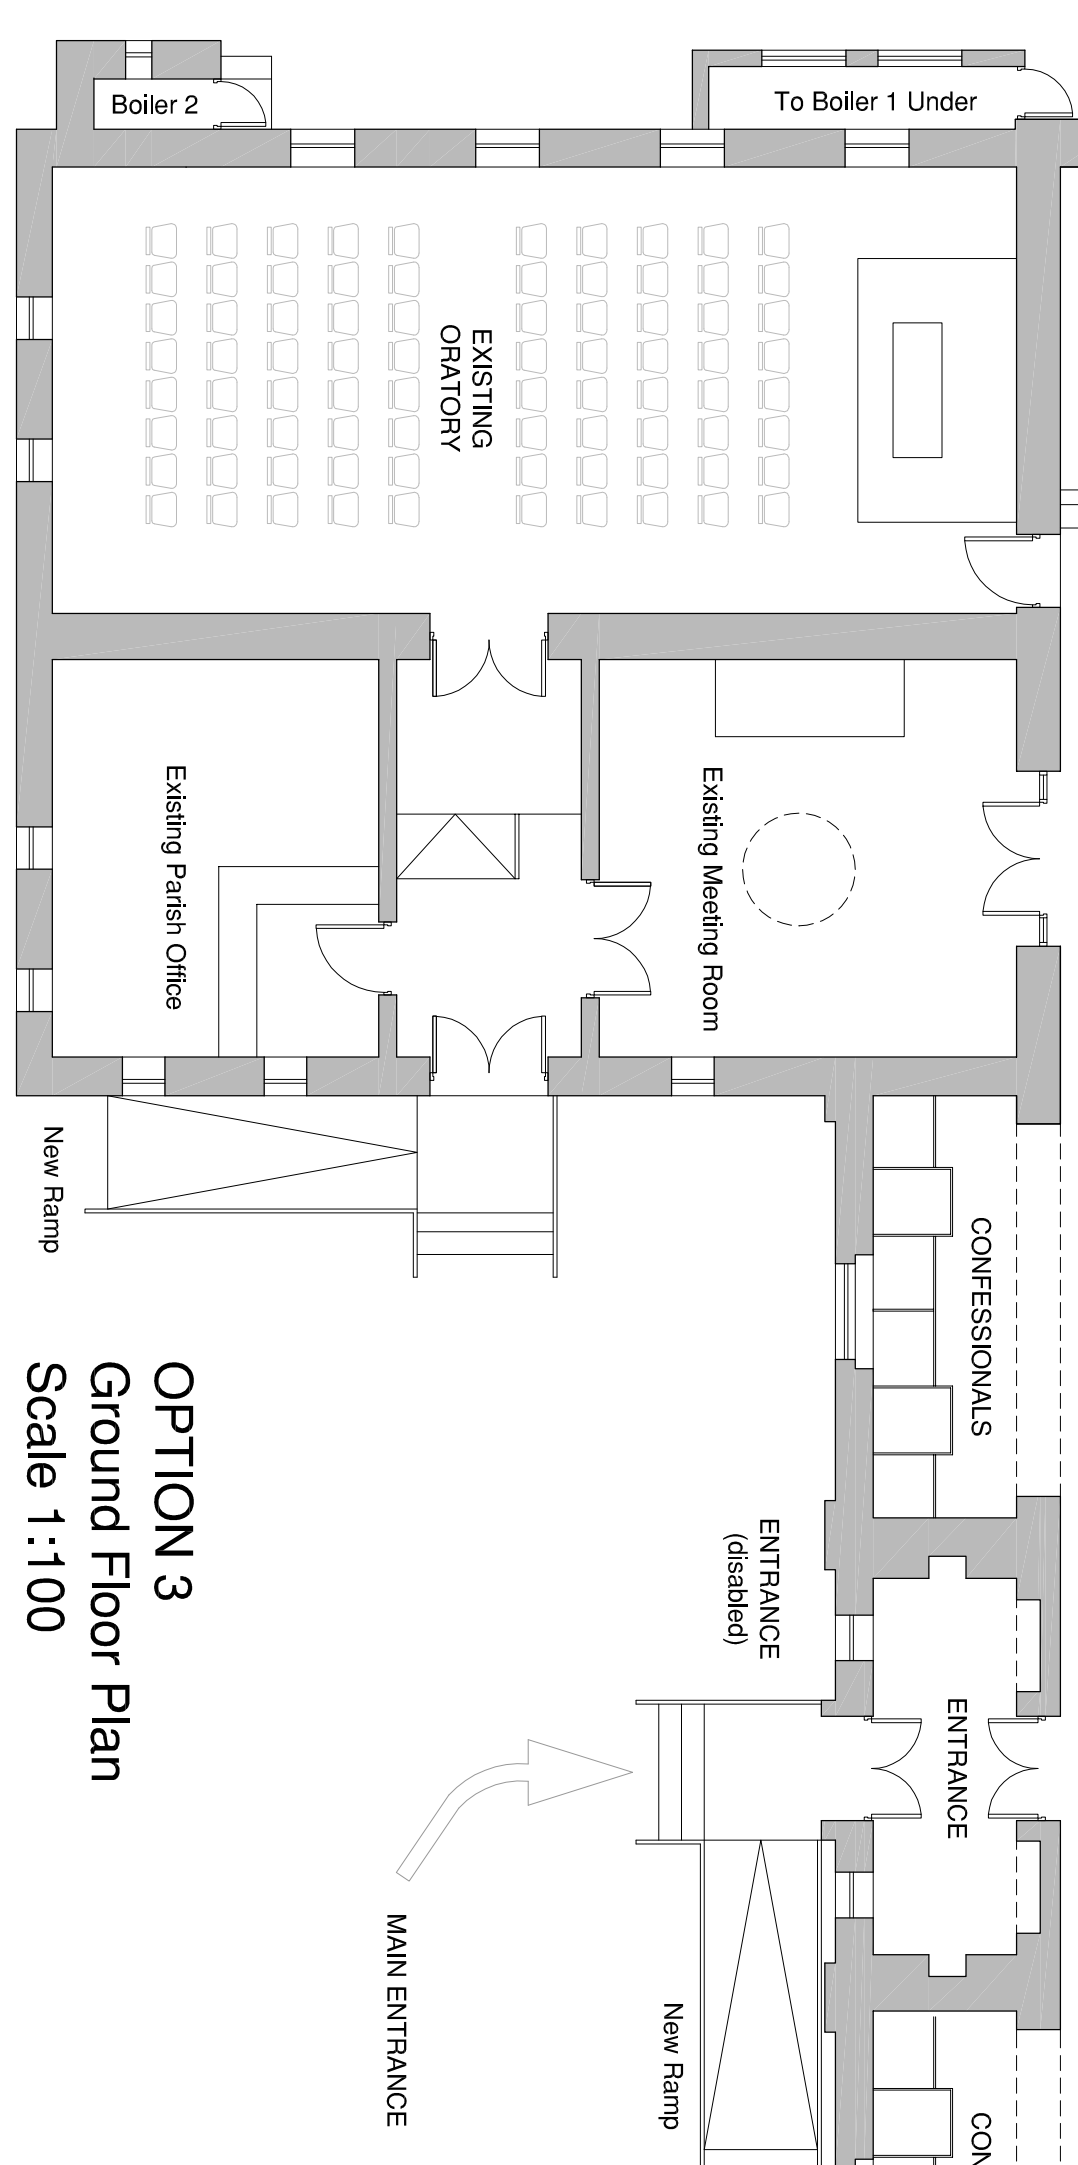 Boiler 2
To Boiler 1 Under
EXISTING
ORATORY
Existing Parish Office
Existing Meeting Room
New Ramp
CONFESSIONALS
OPTION 3
Ground Floor Plan
Scale 1:100
ENTRANCE
(disabled)
ENTRANCE
MAIN ENTRANCE
New Ramp
CON